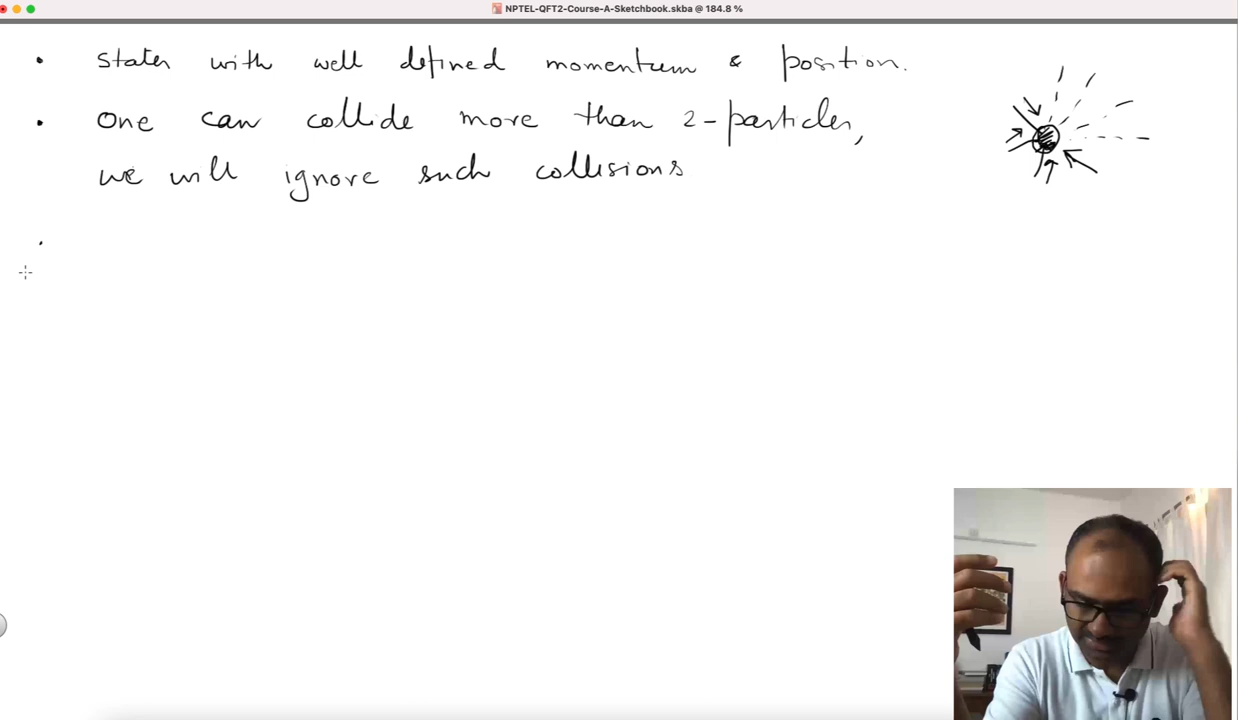 NPTEL-QFT2-Course-A-Sketchbook.skba @ 184.8 %
• states with well defined momentum & position.
• One can collide more than 2-particles,
we will ignore such collisions
•